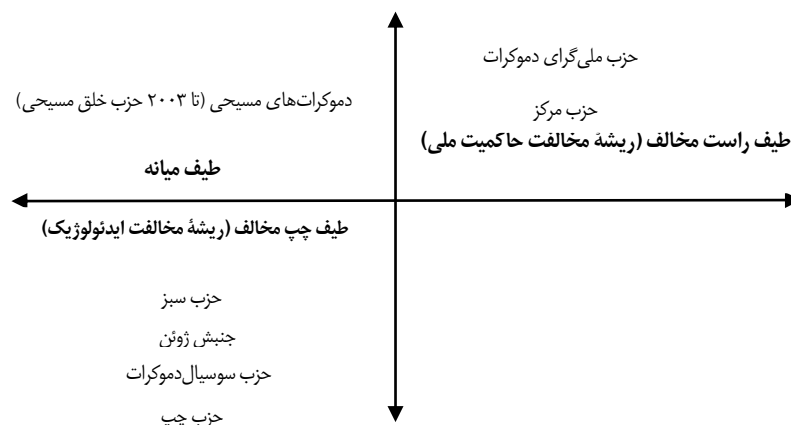 حزب ملی‌گرای دموکرات
دموکرات‌های مسیحی (تا ۲۰۰۳ حزب خلق مسیحی)
حزب مرکز
طیف راست مخالف (ریشهٔ مخالفت حاکمیت ملی)
طیف میانه
طیف چپ مخالف (ریشهٔ مخالفت ایدئولوژیک)
حزب سبز
جنبش ژوئن
حزب سوسیال‌دموکرات
حزب چپ